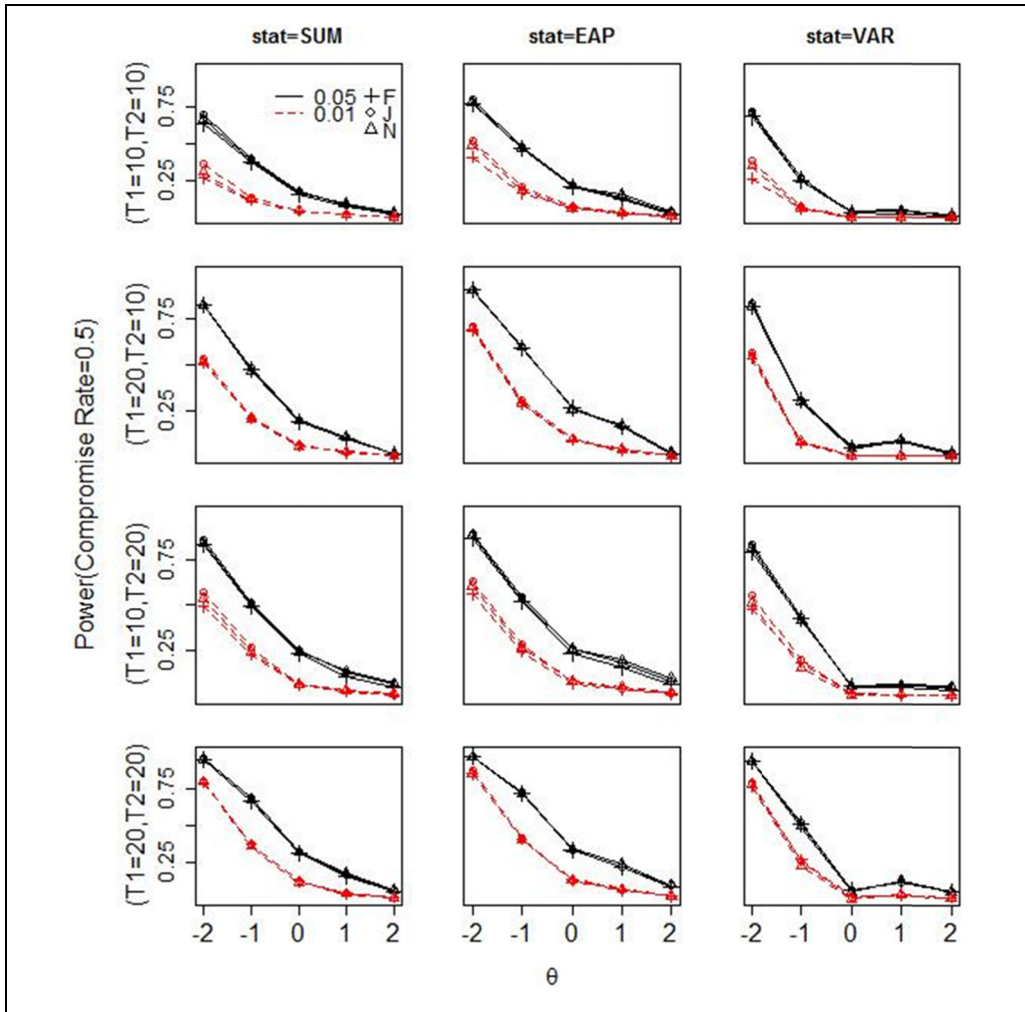 stat=SUM
stat=EAP
stat=VAR
Power(Compromise Rate=0.5)
(T1=10,T2=10)
0.75
0.25
0.05 F
0.01 J
N
(T1=20,T2=10)
0.75
0.25
(T1=10,T2=20)
0.75
0.25
(T1=20,T2=20)
0.75
0.25
-2 -1 0 1 2
-2 -1 0 1 2
-2 -1 0 1 2
θ